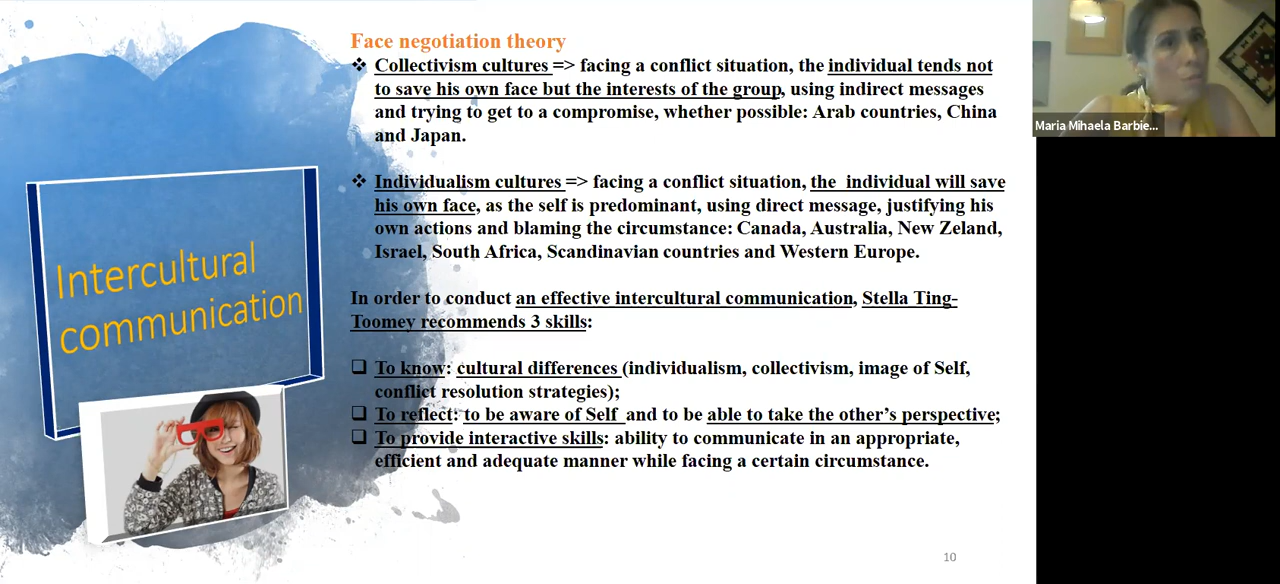 Face negotiation theory
❖ Collectivism cultures => facing a conflict situation, the individual tends not
to save his own face but the interests of the group, using indirect messages
and trying to get to a compromise, whether possible: Arab countries, China
and Japan.
❖ Individualism cultures => facing a conflict situation, the individual will save
his own face, as the self is predominant, using direct message, justifying his
own actions and blaming the circumstance: Canada, Australia, New Zeland,
Israel, South Africa, Scandinavian countries and Western Europe.
In order to conduct an effective intercultural communication, Stella Ting-
Toomey recommends 3 skills:
❑ To know: cultural differences (individualism, collectivism, image of Self,
conflict resolution strategies);
❑ To reflect: to be aware of Self and to be able to take the other's perspective;
❑ To provide interactive skills: ability to communicate in an appropriate,
efficient and adequate manner while facing a certain circumstance.
Intercultural
communication
10
Maria Mihaela Barbie...